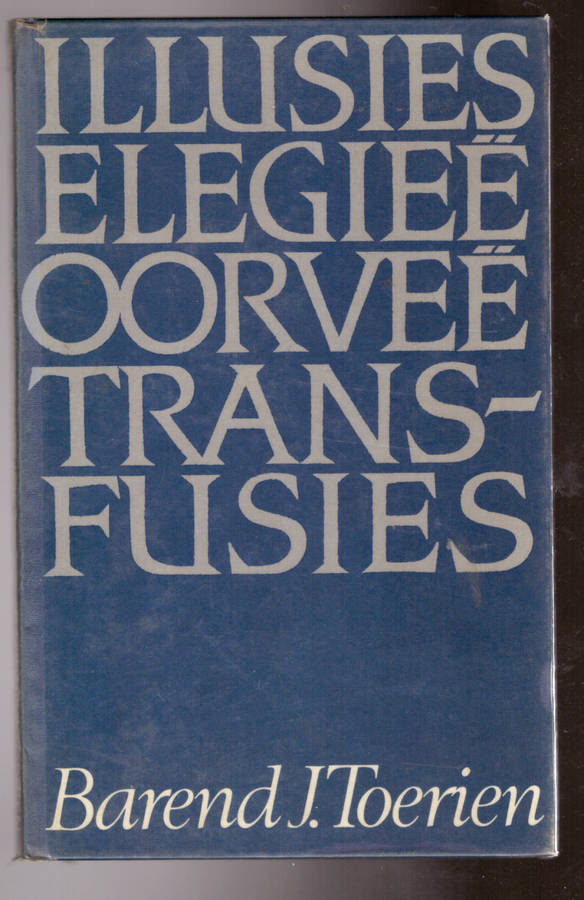 ILLUSIES
ELEGIEË
OORVEË
TRANS-
FUSIES
Barend J. Toerien